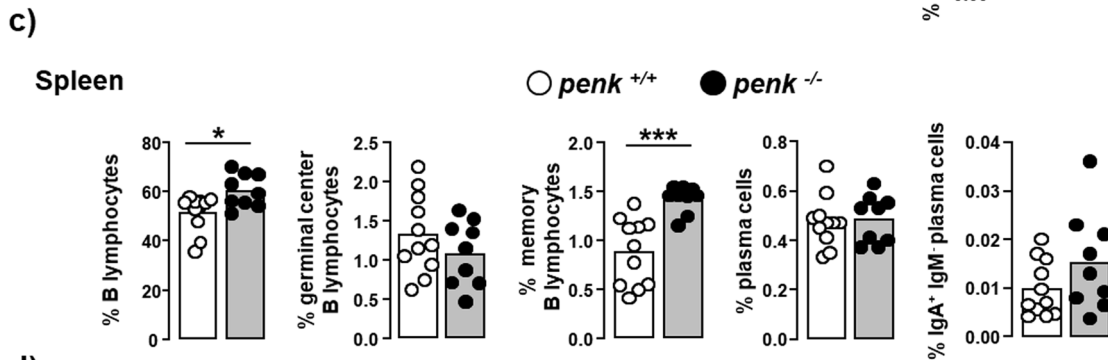 c)
%
Spleen
penk +/+
penk -/-
% B lymphocytes
80
60
40
20
0
*
% germinal center
B lymphocytes
2.5
2.0
1.5
1.0
0.5
0.0
% memory
B lymphocytes
2.0
1.5
1.0
0.5
0.0
***
% plasma cells
0.8
0.6
0.4
0.2
0.0
% IgA+ IgM- plasma cells
0.04
0.03
0.02
0.01
0.00